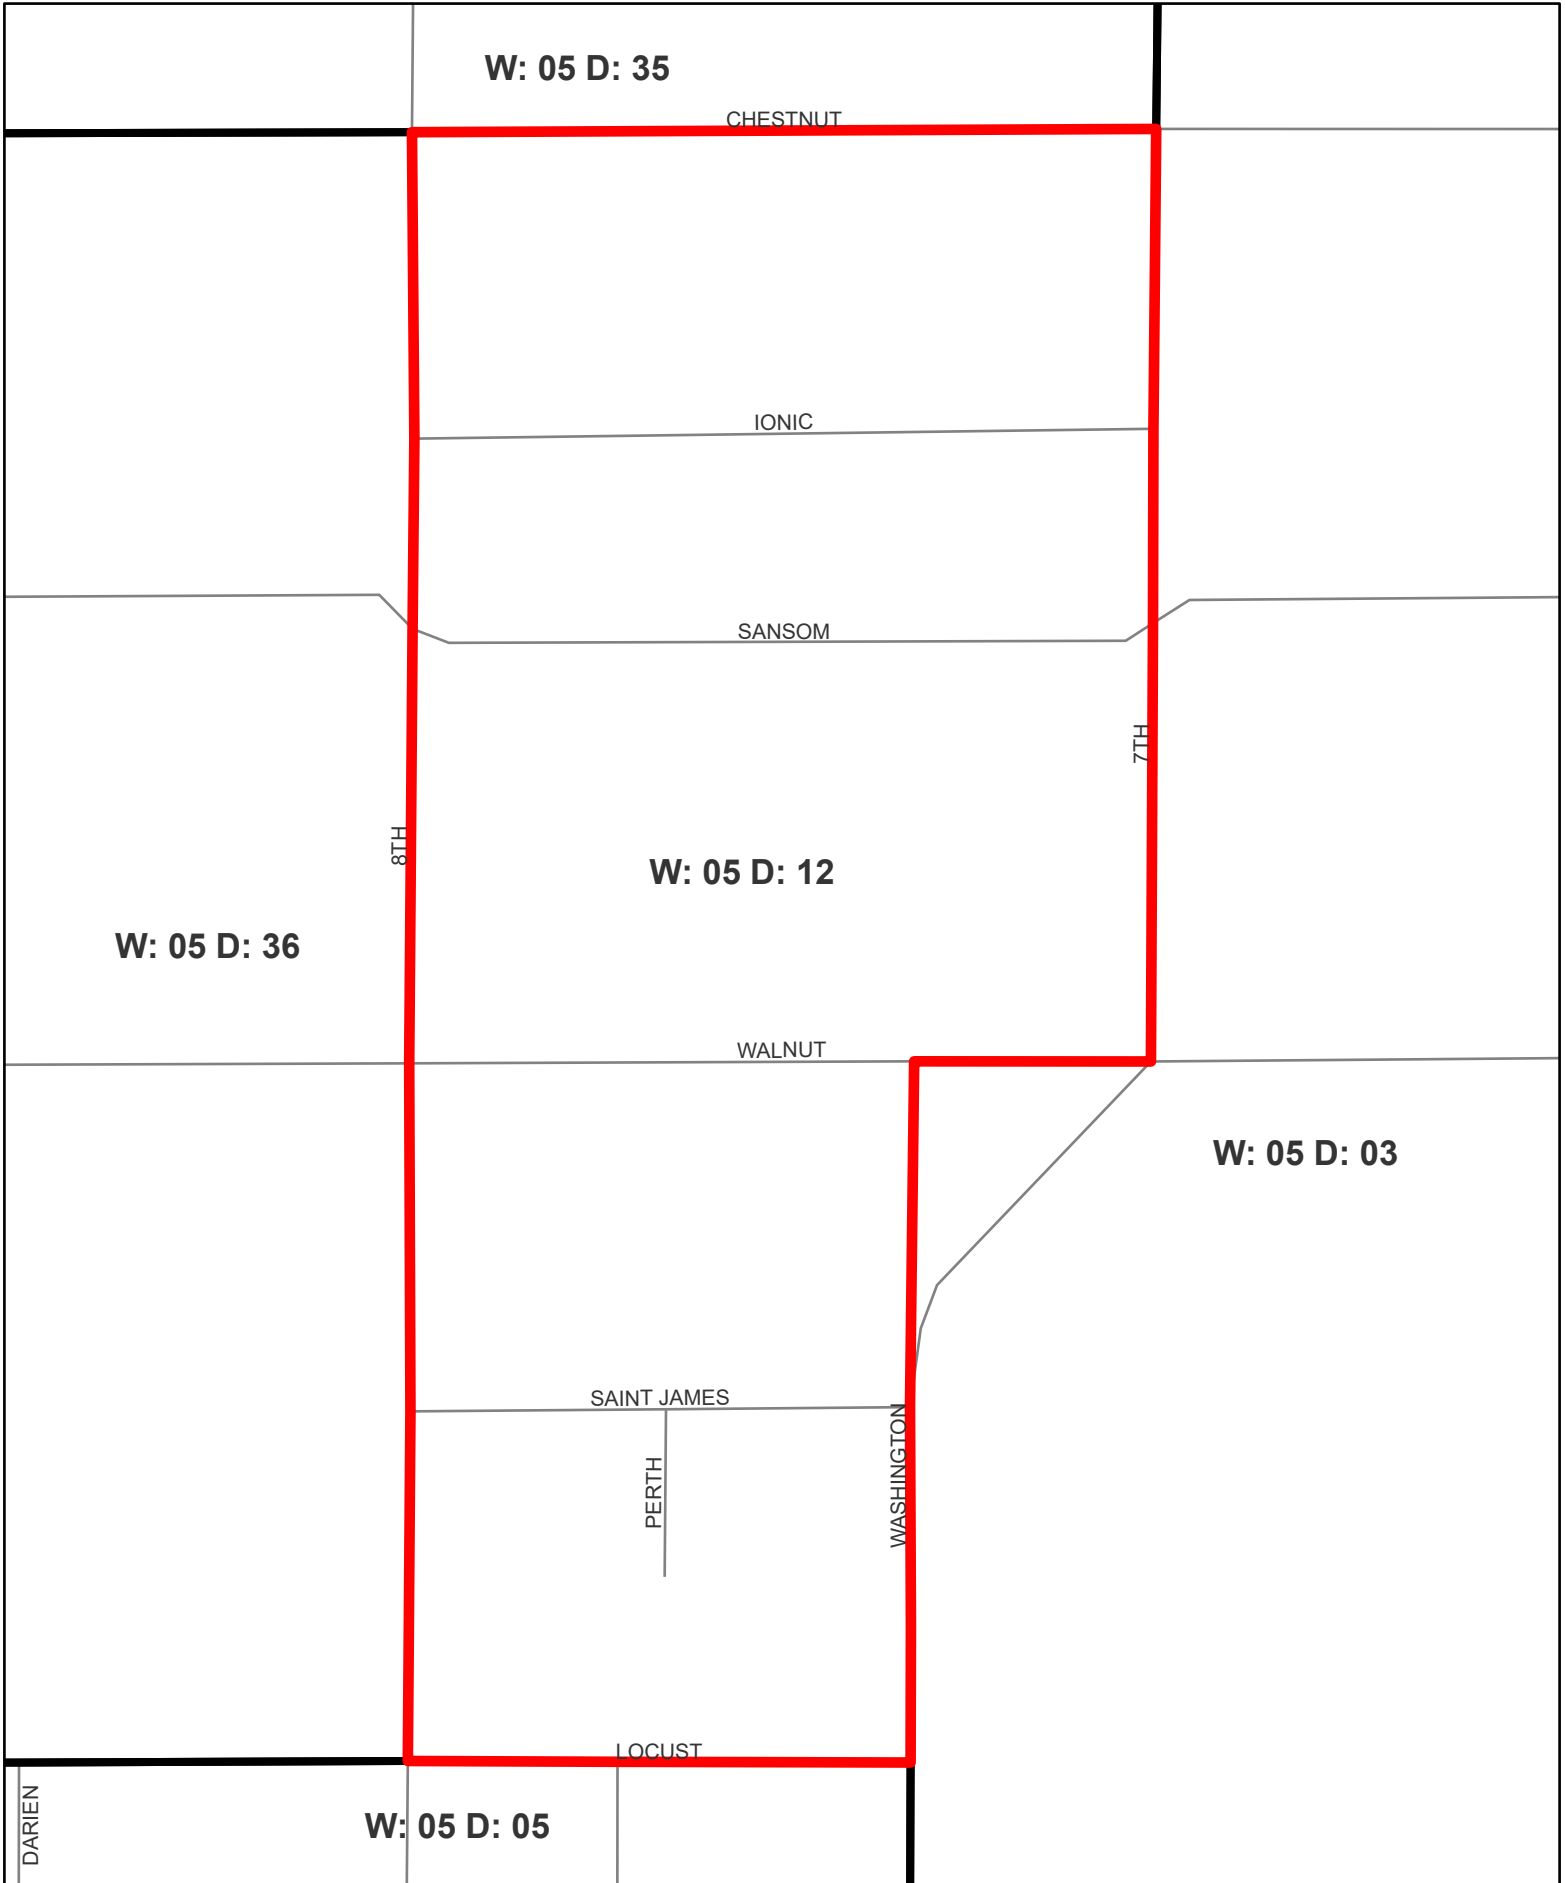 W: 05 D: 35
CHESTNUT
IONIC
SANSOM
7TH
8TH
W: 05 D: 12
W: 05 D: 36
WALNUT
W: 05 D: 03
SAINT JAMES
PERTH
WASHINGTON
LOCUST
DARIEN
W: 05 D: 05